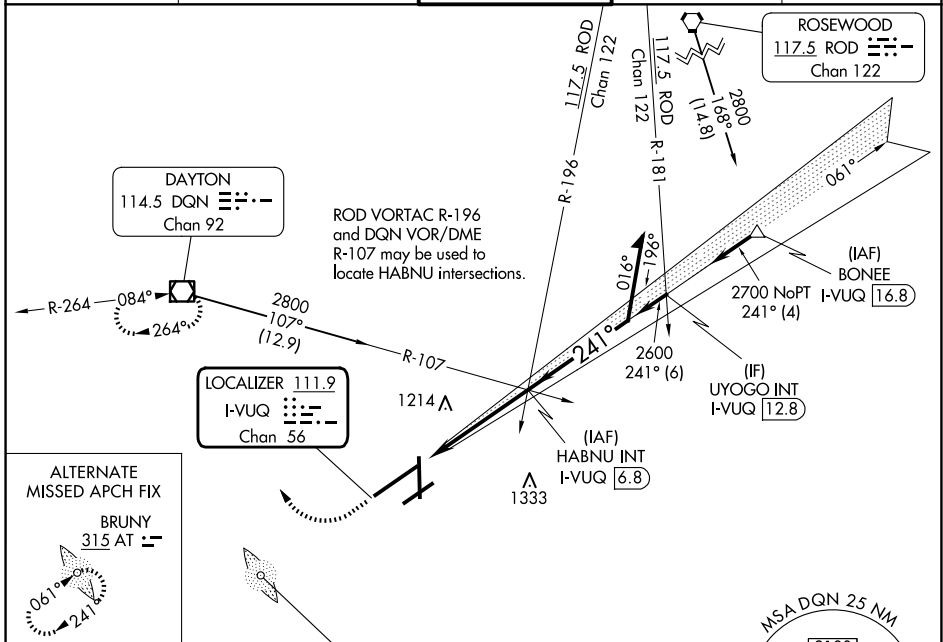 ROSEWOOD
117.5 ROD
Chan 122
117.5 ROD
Chan 122
R-196
117.5 ROD
Chan 122
R-181
2800
168°
(14.8)
DAYTON
114.5 DQN
Chan 92
ROD VORTAC R-196
and DQN VOR/DME
R-107 may be used to
locate HABNU intersections.
061°
016°
196°
(IAF)
BONEE
I-VUQ 16.8
2700 NoPT
241° (4)
R-264
084°
264°
2800
107°
(12.9)
R-107
241°
2600
241° (6)
(IF)
UYOGO INT
I-VUQ 12.8
LOCALIZER 111.9
I-VUQ
Chan 56
1214
(IAF)
HABNU INT
I-VUQ 6.8
1333
ALTERNATE
MISSED APCH FIX
BRUNY
315 AT
061°
241°
MSA DQN 25 NM